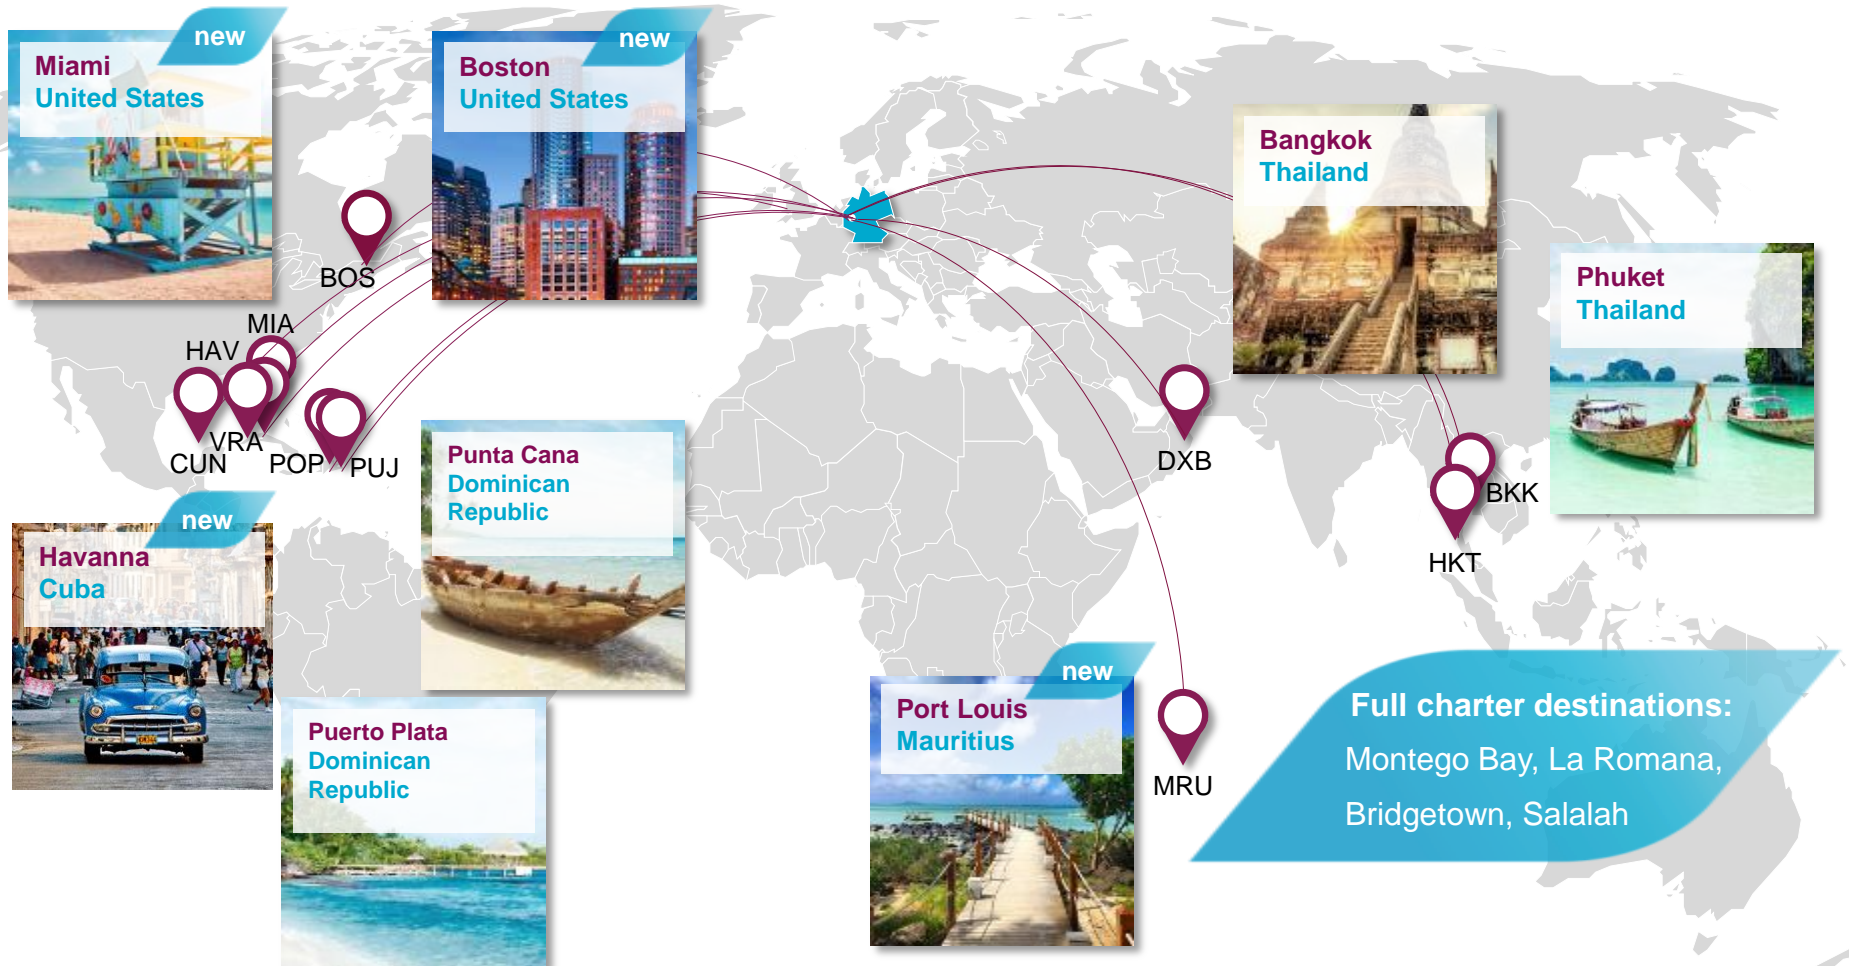 new
Miami
United States
new
Boston
United States
Bangkok
Thailand
Phuket
Thailand
BOS
MIA
HAV
VRA
CUN
POP
PUJ
DXB
BKK
HKT
Punta Cana
Dominican
Republic
new
Havanna
Cuba
Puerto Plata
Dominican
Republic
new
Port Louis
Mauritius
MRU
Full charter destinations:
Montego Bay, La Romana,
Bridgetown, Salalah